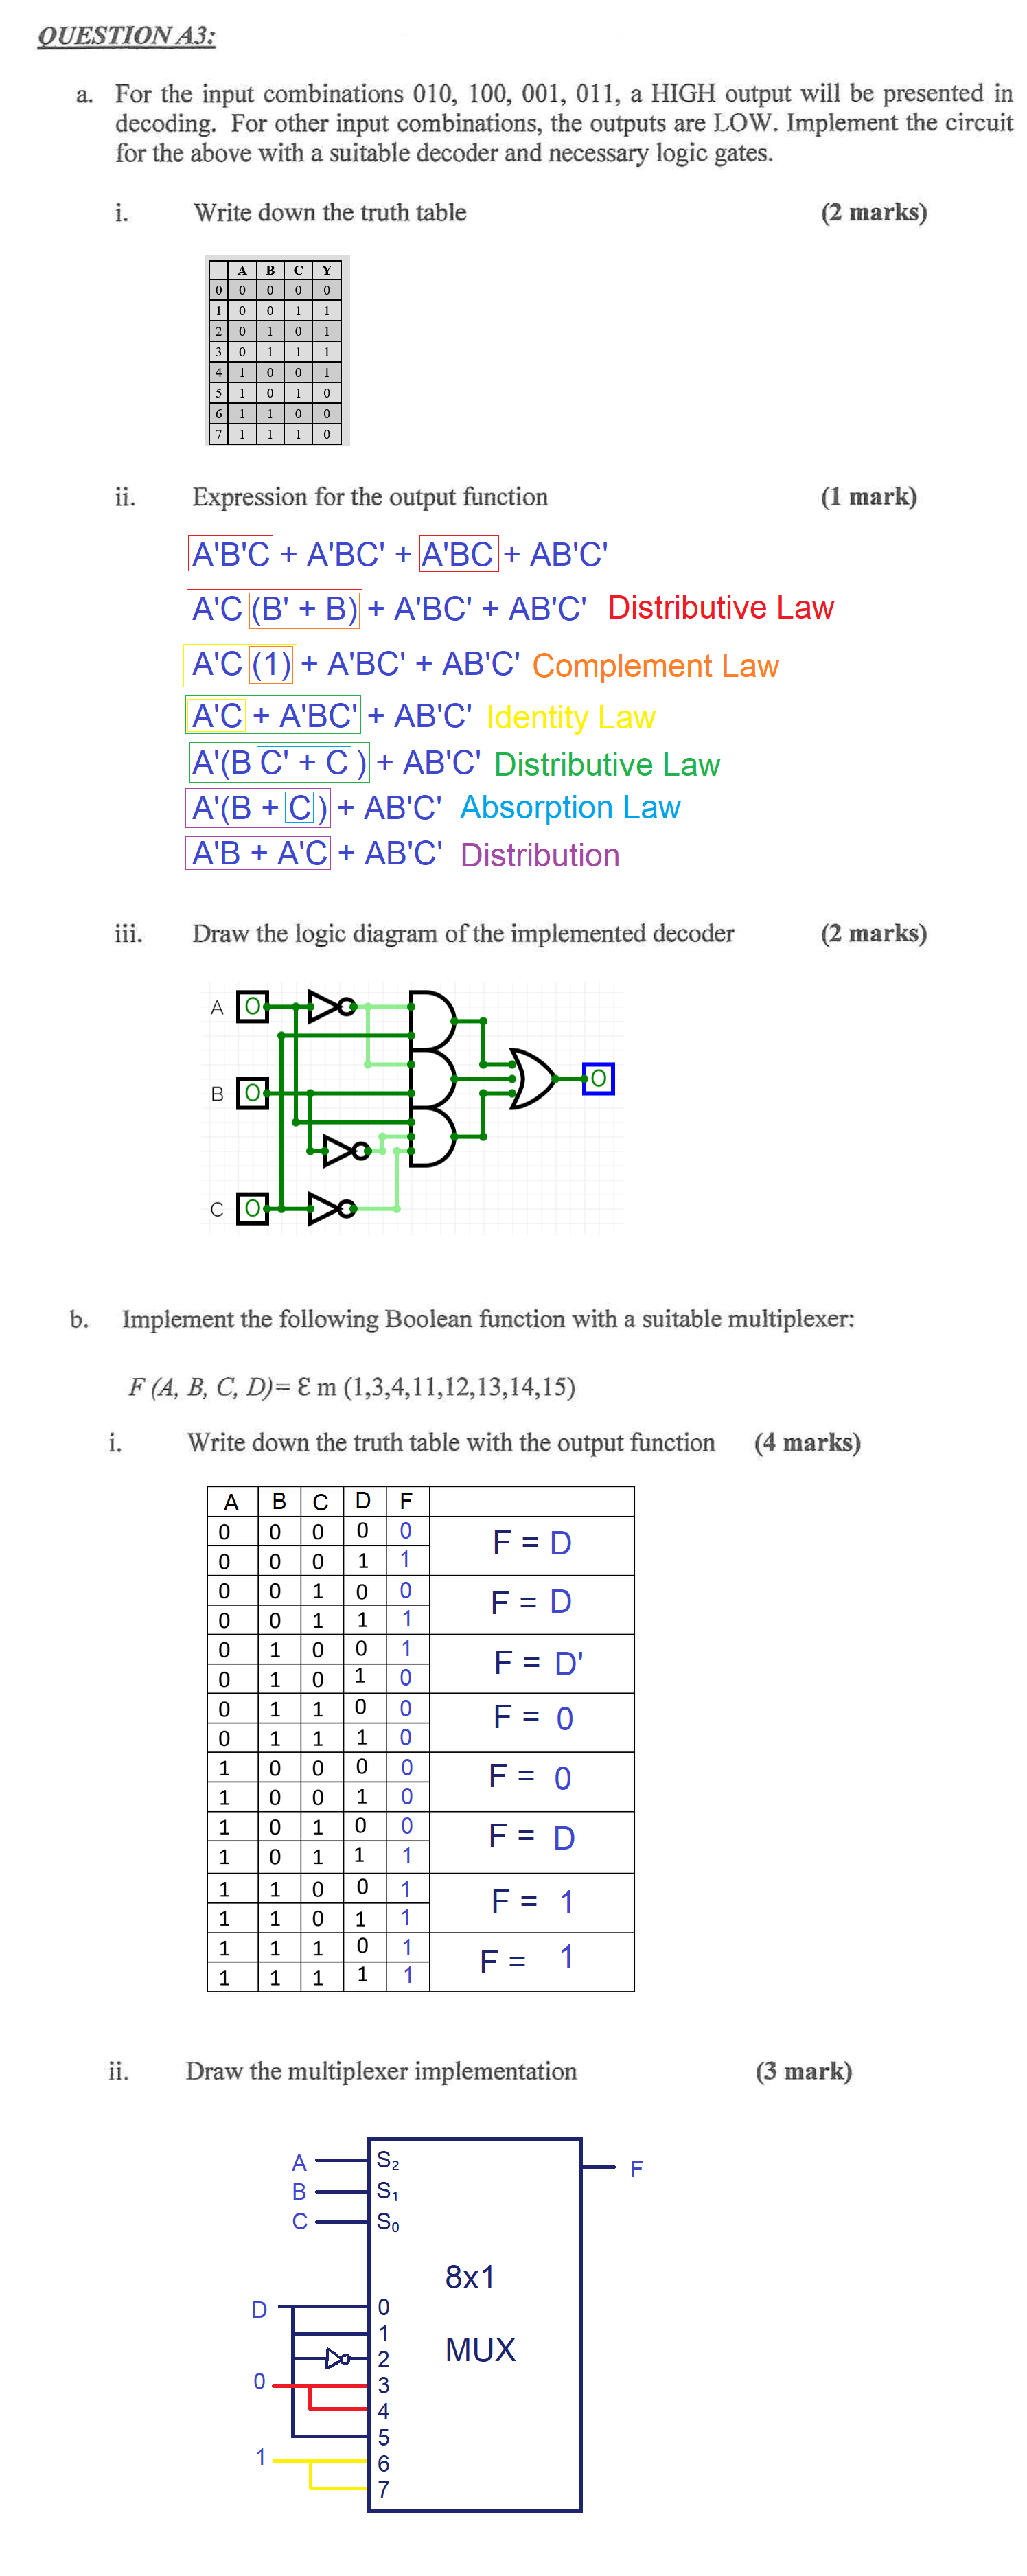 QUESTION A3:
a. For the input combinations 010, 100, 001, 011, a HIGH output will be presented in
decoding. For other input combinations, the outputs are LOW. Implement the circuit
for the above with a suitable decoder and necessary logic gates.
i. Write down the truth table (2 marks)
A B C Y
0 0 0 0 0
1 0 0 1 1
2 0 1 0 1
3 0 1 1 1
4 1 0 0 1
5 1 0 1 0
6 1 1 0 0
7 1 1 1 0
ii. Expression for the output function (1 mark)
A'B'C + A'BC' + A'BC + AB'C'
A'C (B' + B) + A'BC' + AB'C' Distributive Law
A'C (1) + A'BC' + AB'C' Complement Law
A'C + A'BC' + AB'C' Identity Law
A'(B C' + C ) + AB'C' Distributive Law
A'(B + C) + AB'C' Absorption Law
A'B + A'C + AB'C' Distribution
iii. Draw the logic diagram of the implemented decoder (2 marks)
A 0
B 0
0
C 0
b. Implement the following Boolean function with a suitable multiplexer:
F (A, B, C, D)= Ɛ m (1,3,4,11,12,13,14,15)
i. Write down the truth table with the output function (4 marks)
A B C D F
0 0 0 0 0 F = D
0 0 0 1 1
0 0 1 0 0 F = D
0 0 1 1 1
0 1 0 0 1 F = D'
0 1 0 1 0
0 1 1 0 0 F = 0
0 1 1 1 0
1 0 0 0 0 F = 0
1 0 0 1 0
1 0 1 0 0 F = D
1 0 1 1 1
1 1 0 0 1 F = 1
1 1 0 1 1
1 1 1 0 1 F = 1
1 1 1 1 1
ii. Draw the multiplexer implementation (3 mark)
A S2 F
B S1
C S0
8x1
D 0
1
MUX
2
0 3
4
5
1 6
7